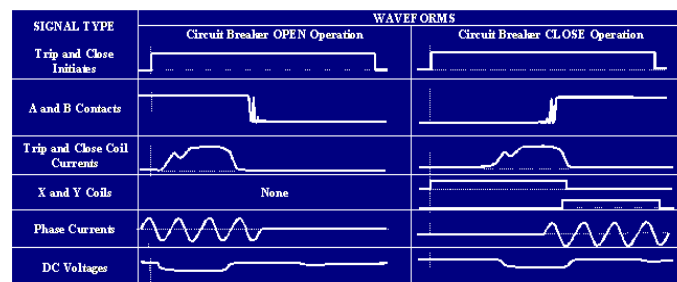 SIGNAL TYPE
WAVEFORMS
Circuit Breaker OPEN Operation
Circuit Breaker CLOSE Operation
Trip and Close
Initiates
A and B Contacts
Trip and Close Coil
Currents
X and Y Coils
None
Phase Currents
DC Voltages